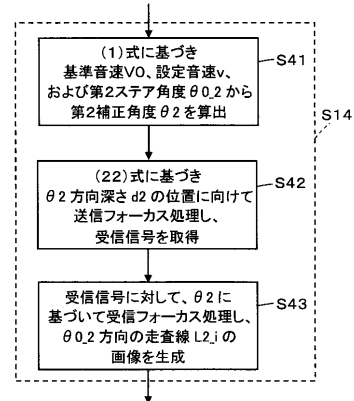 (1)式に基づき
基準音速V0、設定音速v、
および第2ステア角度θ0_2から
第2補正角度θ2を算出
S41
S14
(22)式に基づき
θ2方向深さd2の位置に向けて
送信フォーカス処理し、
受信信号を取得
S42
受信信号に対して、θ2に
基づいて受信フォーカス処理し、
θ0_2方向の走査線L2_iの
画像を生成
S43